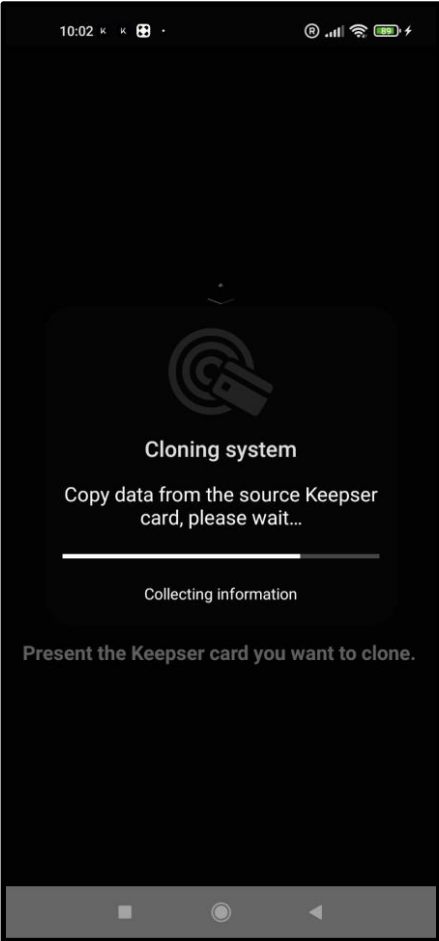 10:02 K K
R 89
Cloning system
Copy data from the source Keepser
card, please wait...
Collecting information
Present the Keepser card you want to clone.